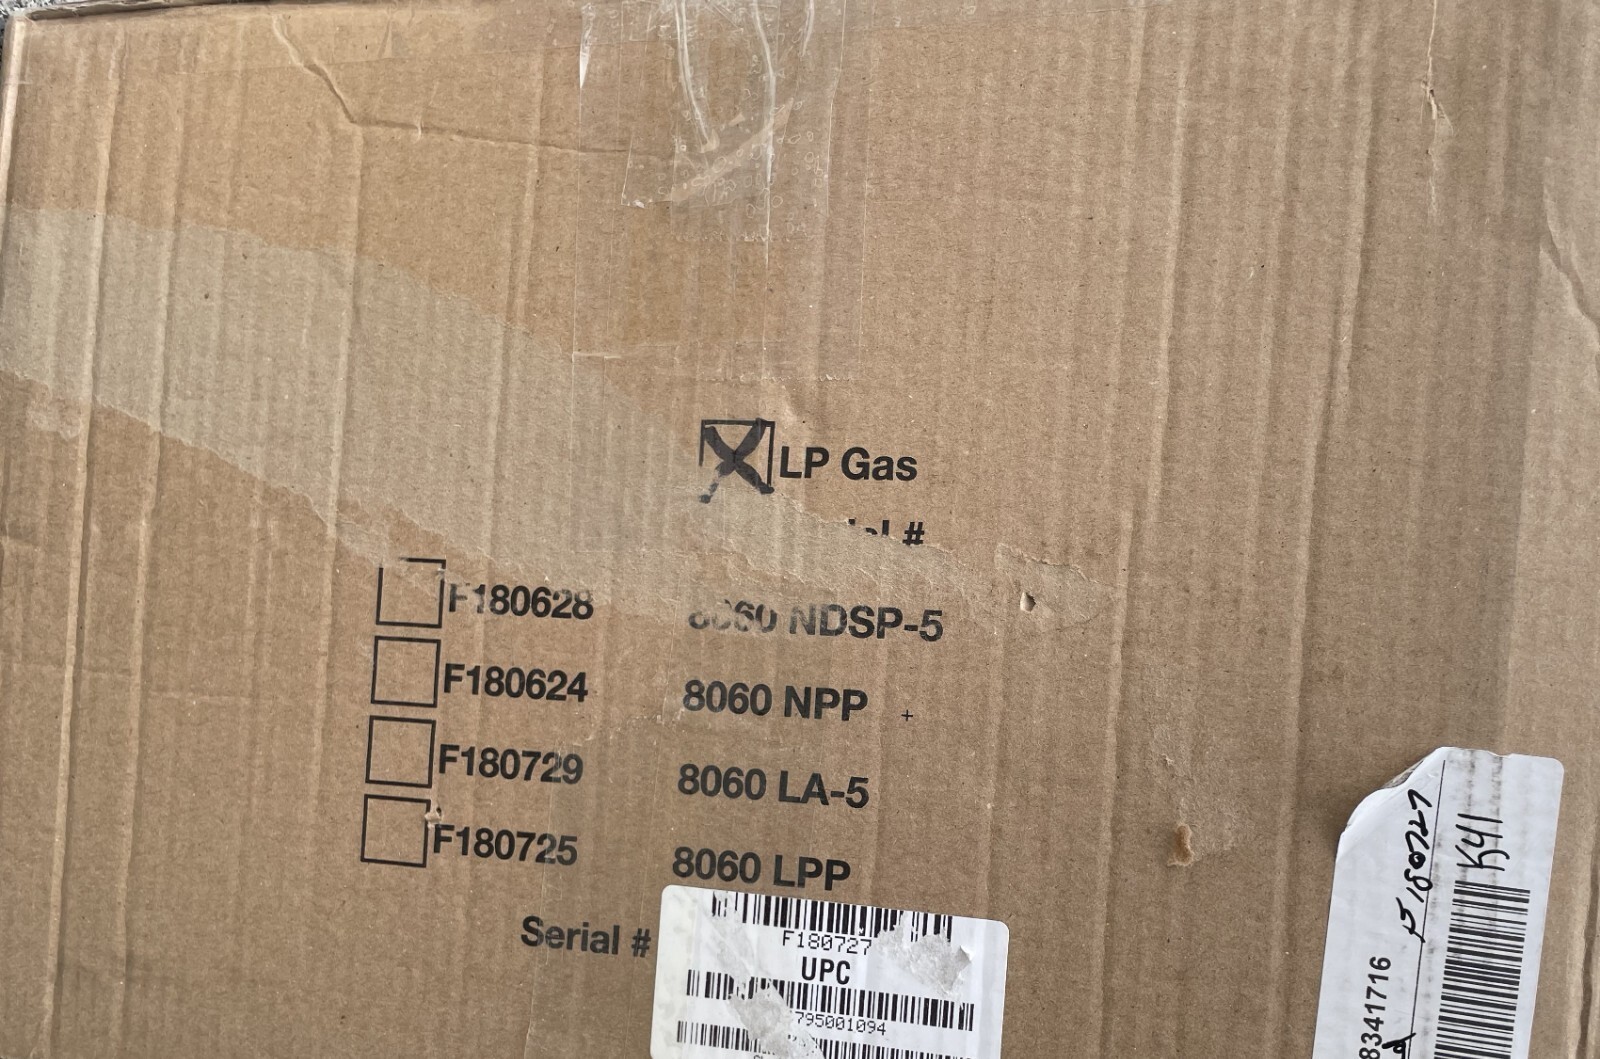 LP Gas
#
F180628 8060 NDSP-5
F180624 8060 NPP +
F180729 8060 LA-5
F180725 8060 LPP
Serial #
F180727
UPC
795001094
8341716
F180727
K41